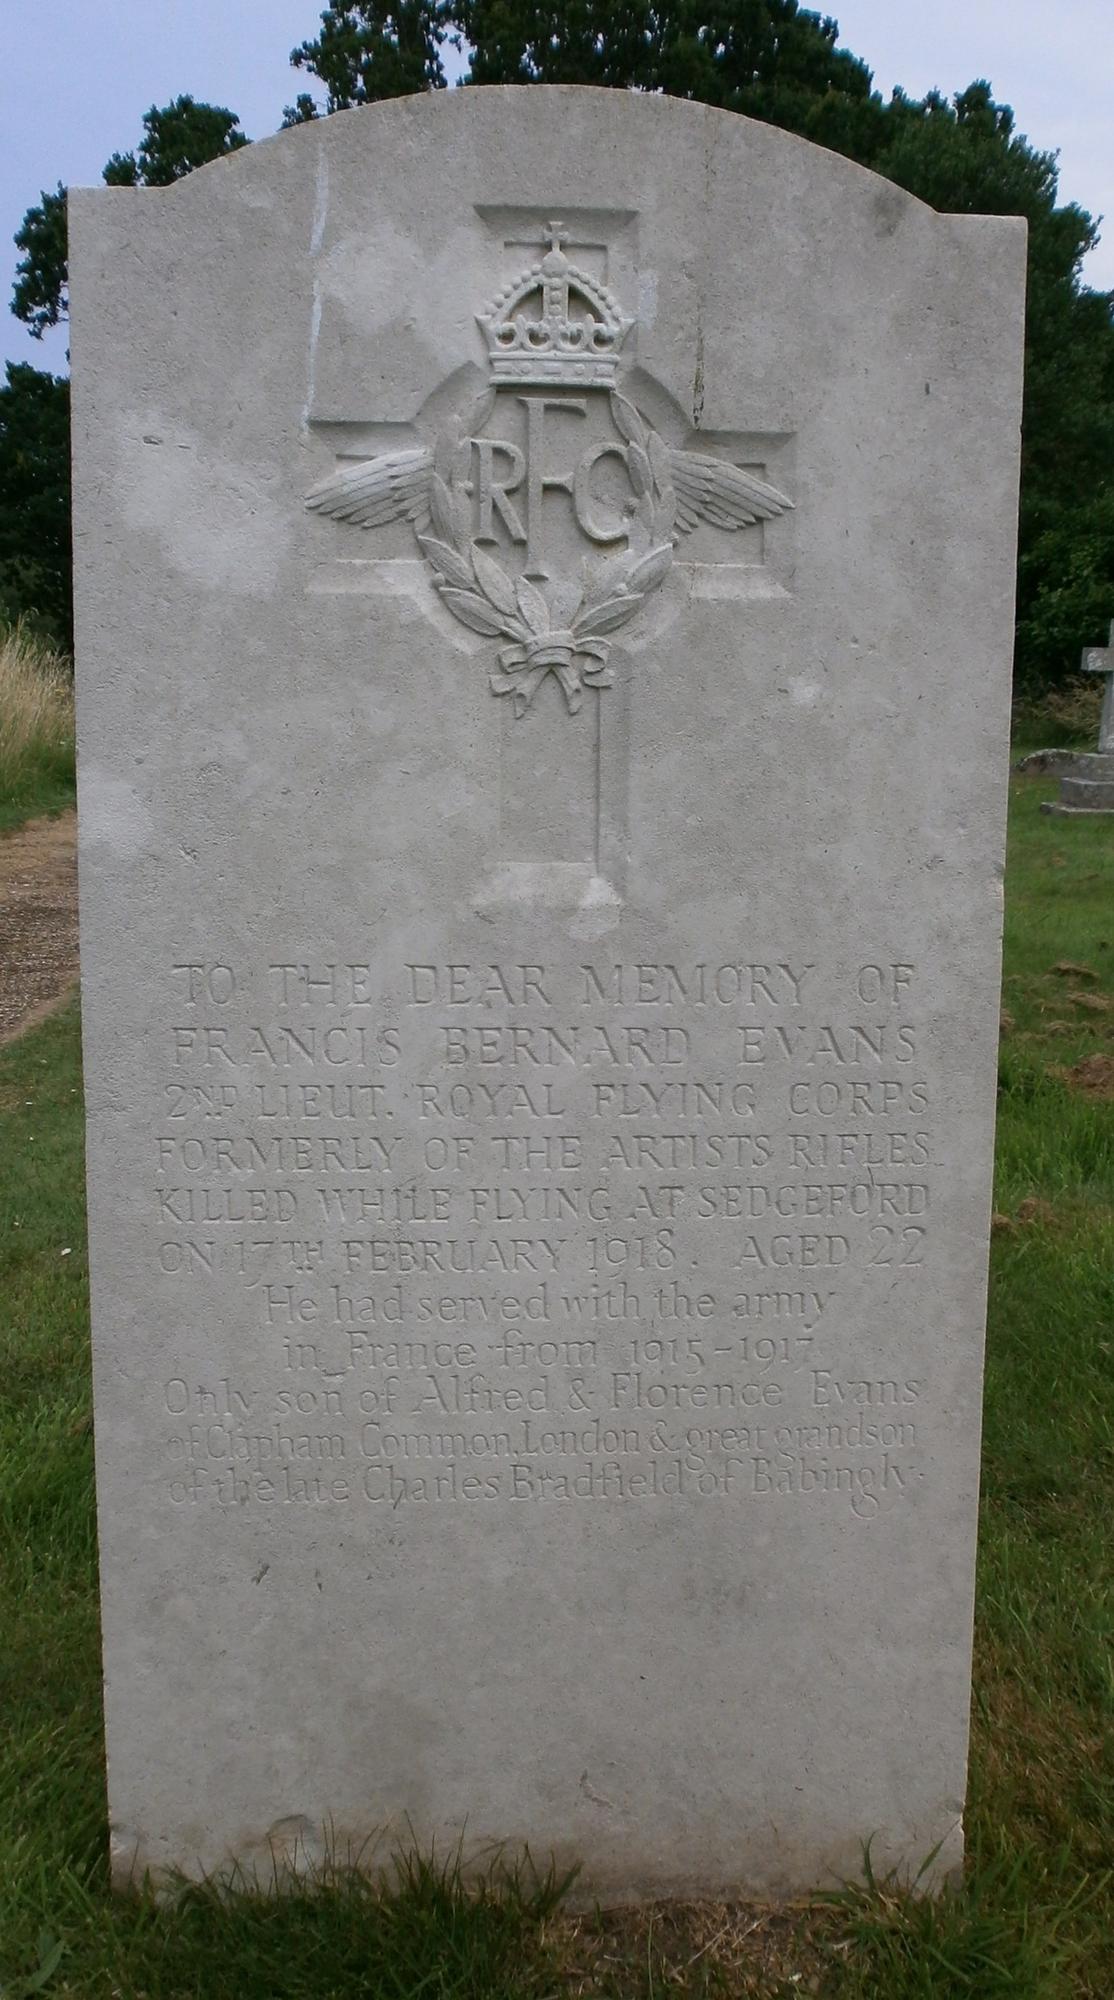 RFC
TO THE DEAR MEMORY OF
FRANCIS BERNARD EVANS
2ND LIEUT. ROYAL FLYING CORPS
FORMERLY OF THE ARTISTS RIFLES
KILLED WHILE FLYING AT SEDGEFORD
ON 17TH FEBRUARY 1918. AGED 22
He had served with the army
in France from 1915-1917
Only son of Alfred & Florence Evans
of Clapham Common, London & great grandson
of the late Charles Bradfield of Babingly.